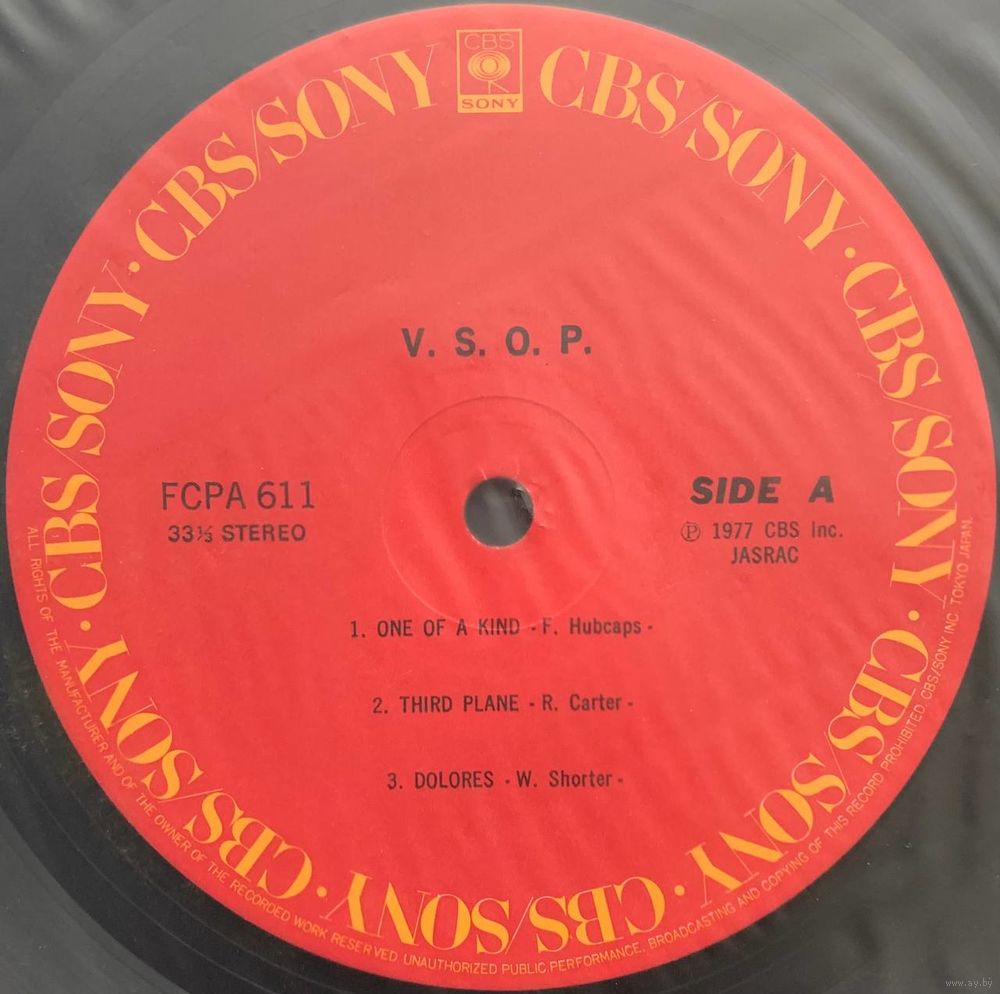 CBS
SONY
CBS/SONY · CBS/SONY · CBS/SONY · CBS/SONY · CBS/SONY · CBS/SONY · CBS/SONY · CBS/SONY
V. S. O. P.
FCPA 611
33⅓ STEREO
SIDE A
Ⓟ 1977 CBS Inc.
JASRAC
1. ONE OF A KIND - F. Hubcaps -
2. THIRD PLANE - R. Carter -
3. DOLORES - W. Shorter -
ALL RIGHTS OF THE MANUFACTURER AND OF THE OWNER OF THE RECORDED WORK RESERVED. UNAUTHORIZED PUBLIC PERFORMANCE, BROADCASTING AND COPYING OF THIS RECORD PROHIBITED. CBS/SONY INC. TOKYO JAPAN.
www.ay.by